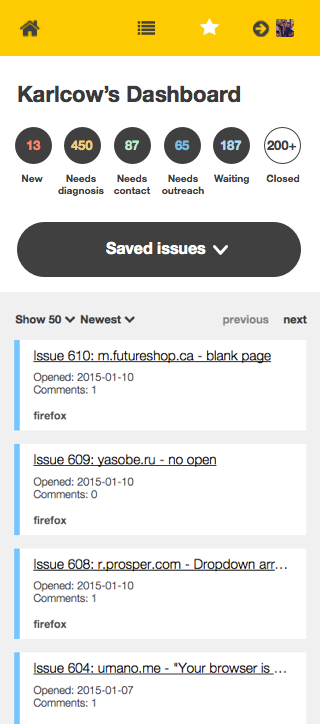 Karlcow's Dashboard
13 450 87 65 187 200+
New Needs diagnosis Needs contact Needs outreach Waiting Closed
Saved issues
Show 50 Newest previous next
Issue 610: m.futureshop.ca - blank page
Opened: 2015-01-10
Comments: 1
firefox
Issue 609: yasobe.ru - no open
Opened: 2015-01-10
Comments: 0
firefox
Issue 608: r.prosper.com - Dropdown arr...
Opened: 2015-01-10
Comments: 1
firefox
Issue 604: umano.me - "Your browser is ...
Opened: 2015-01-07
Comments: 1